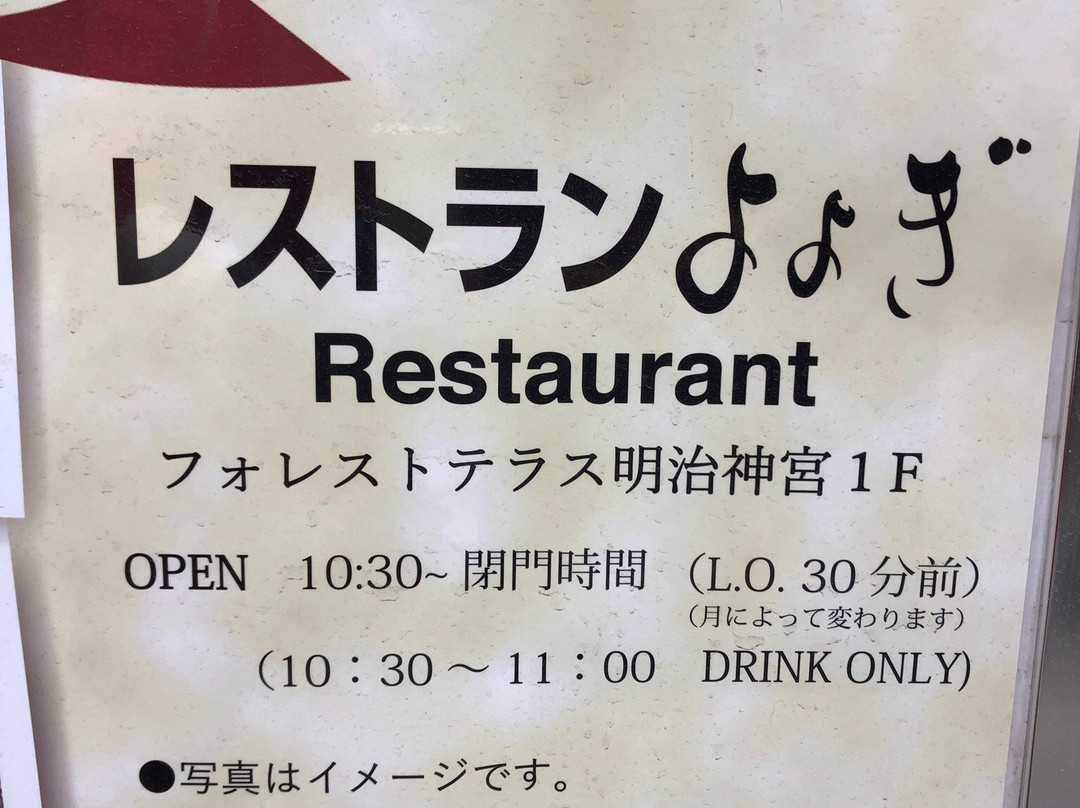 レストランよよぎ
Restaurant
フォレストテラス明治神宮1F
OPEN 10:30~閉門時間 (L.O. 30分前)
(月によって変わります)
(10：30～11：00 DRINK ONLY)
●写真はイメージです。